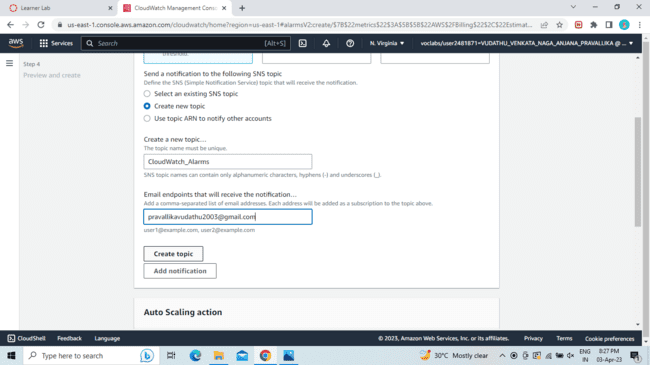 Learner Lab
CloudWatch Management Conso
us-east-1.console.aws.amazon.com/cloudwatch/home?region=us-east-1#alarmsV2:create/$7B$22metrics$22$3A$5B$5B$22AWS$2FBilling$22$2C$22Estimat...
aws
Services
Search
[Alt+S]
N. Virginia
voclabs/user2481871=VUDATHU_VENKATA_NAGA_ANJANA_PRAVALLIKA @ ...
Step 4
Preview and create
threshold.
Send a notification to the following SNS topic
Define the SNS (Simple Notification Service) topic that will receive the notification.
Select an existing SNS topic
Create new topic
Use topic ARN to notify other accounts
Create a new topic...
The topic name must be unique.
CloudWatch_Alarms
SNS topic names can contain only alphanumeric characters, hyphens (-) and underscores (_).
Email endpoints that will receive the notification...
Add a comma-separated list of email addresses. Each address will be added as a subscription to the topic above.
pravallikavudathu2003@gmail.com
user1@example.com, user2@example.com
Create topic
Add notification
Auto Scaling action
CloudShell
Feedback
Language
© 2023, Amazon Web Services, Inc. or its affiliates.
Privacy
Terms
Cookie preferences
Type here to search
30°C Mostly clear
ENG
IN
8:27 PM
03-Apr-23